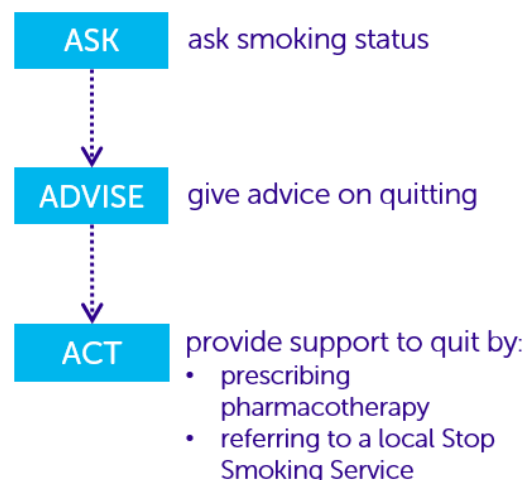 ASK
ask smoking status
ADVISE
give advice on quitting
ACT
provide support to quit by:
• prescribing
pharmacotherapy
• referring to a local Stop
Smoking Service